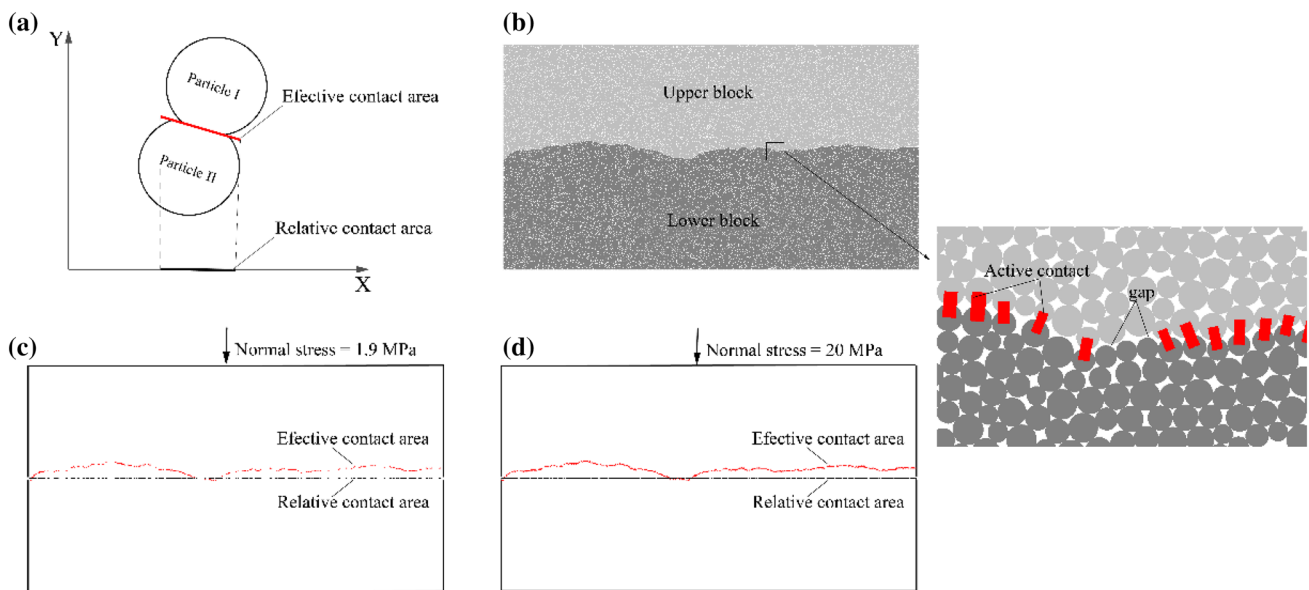 (a)
Y
Particle I
Efective contact area
Particle II
Relative contact area
X
(b)
Upper block
Lower block
Active contact
gap
(c)
Normal stress = 1.9 MPa
Efective contact area
Relative contact area
(d)
Normal stress = 20 MPa
Efective contact area
Relative contact area